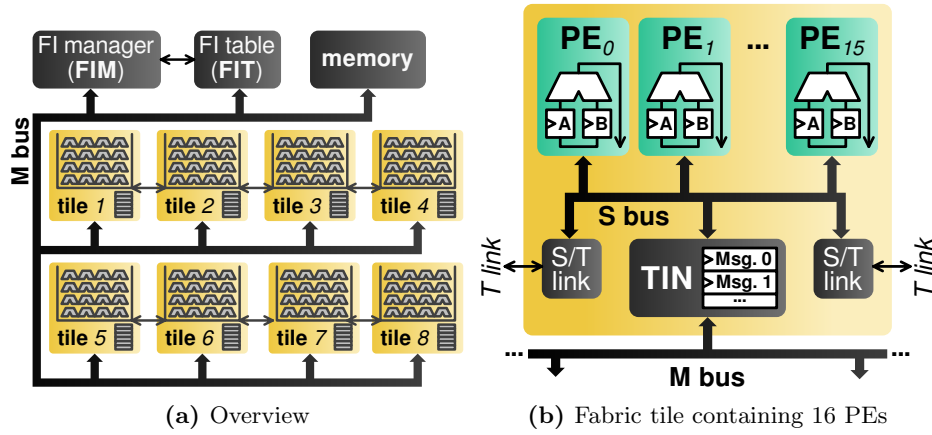 FI manager
(FIM)
FI table
(FIT)
memory
M bus
tile 1
tile 2
tile 3
tile 4
tile 5
tile 6
tile 7
tile 8
(a) Overview
PE0
PE1
...
PE15
A
B
A
B
A
B
S bus
T link
S/T
link
TIN
Msg. 0
Msg. 1
...
S/T
link
T link
...
...
M bus
(b) Fabric tile containing 16 PEs